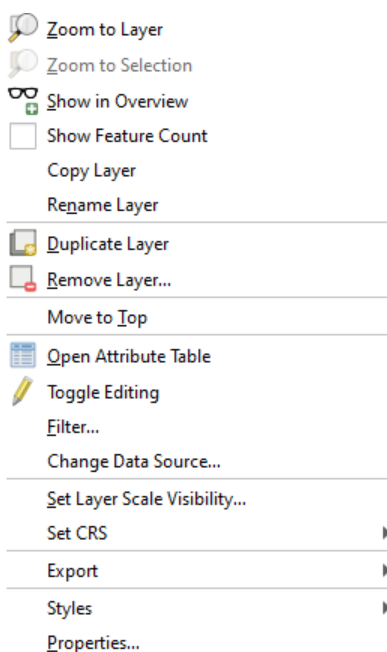 Zoom to Layer
Zoom to Selection
Show in Overview
Show Feature Count
Copy Layer
Rename Layer
Duplicate Layer
Remove Layer...
Move to Top
Open Attribute Table
Toggle Editing
Filter...
Change Data Source...
Set Layer Scale Visibility...
Set CRS
Export
Styles
Properties...